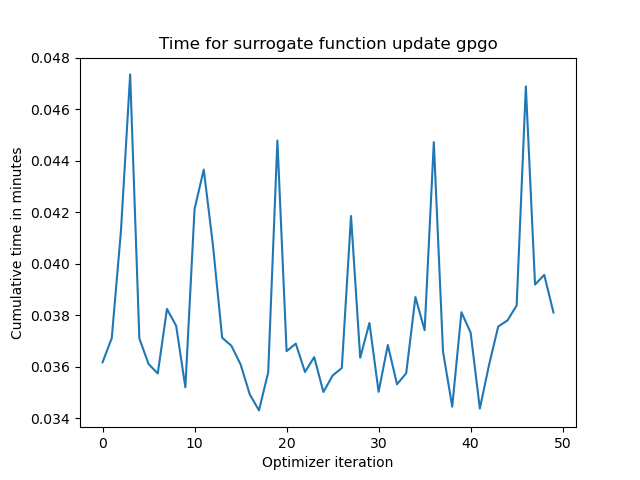 Time for surrogate function update gpgo
Cumulative time in minutes
0.048
0.046
0.044
0.042
0.040
0.038
0.036
0.034
0 10 20 30 40 50
Optimizer iteration